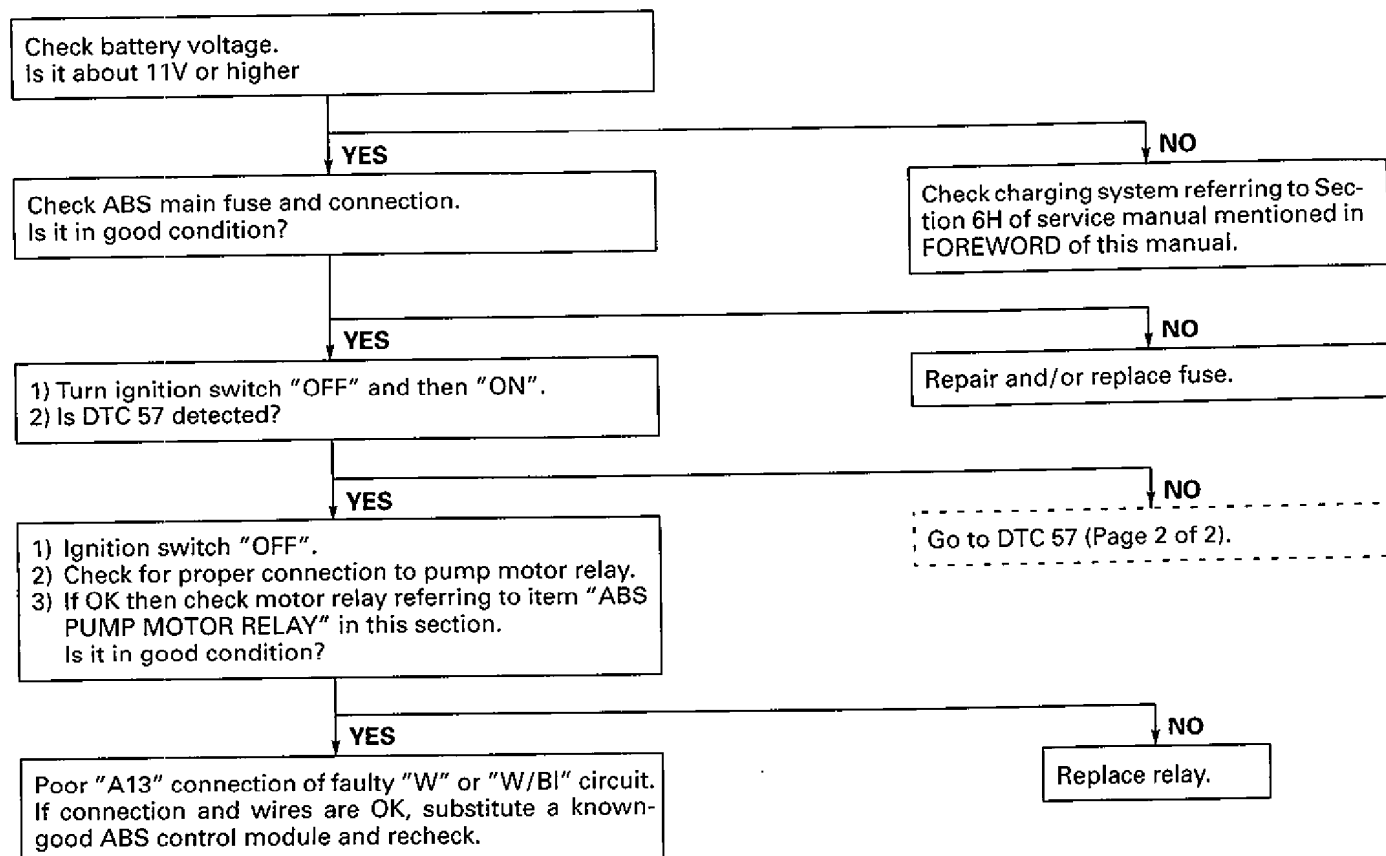 Check battery voltage.
Is it about 11V or higher
YES
NO
Check ABS main fuse and connection.
Is it in good condition?
Check charging system referring to Sec-
tion 6H of service manual mentioned in
FOREWORD of this manual.
YES
NO
1) Turn ignition switch "OFF" and then "ON".
2) Is DTC 57 detected?
Repair and/or replace fuse.
YES
NO
1) Ignition switch "OFF".
2) Check for proper connection to pump motor relay.
3) If OK then check motor relay referring to item "ABS
PUMP MOTOR RELAY" in this section.
Is it in good condition?
Go to DTC 57 (Page 2 of 2).
YES
NO
Poor "A13" connection of faulty "W" or "W/Bl" circuit.
If connection and wires are OK, substitute a known-
good ABS control module and recheck.
Replace relay.